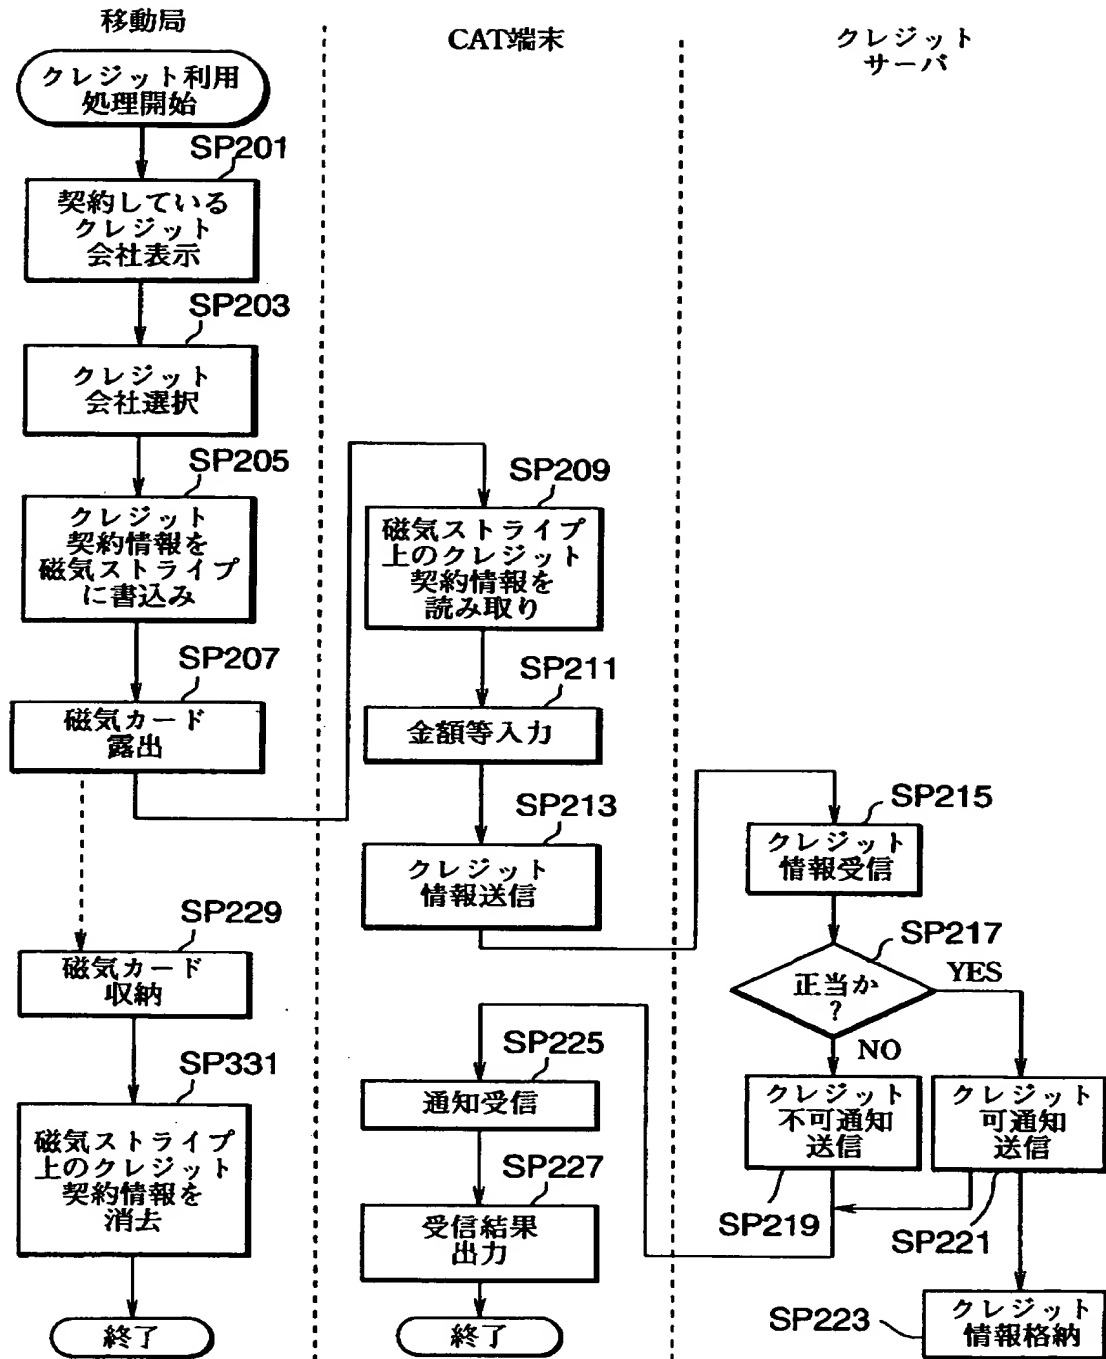 移動局
クレジット利用
処理開始
SP201
契約している
クレジット
会社表示
SP203
クレジット
会社選択
SP205
クレジット
契約情報を
磁気ストライプ
に書込み
SP207
磁気カード
露出
SP229
磁気カード
収納
SP331
磁気ストライプ
上のクレジット
契約情報を
消去
終了
CAT端末
SP209
磁気ストライプ
上のクレジット
契約情報を
読み取り
SP211
金額等入力
SP213
クレジット
情報送信
SP225
通知受信
SP227
受信結果
出力
終了
クレジット
サーバ
SP215
クレジット
情報受信
SP217
正当か
?
YES
NO
クレジット
不可通知
送信
SP219
クレジット
可通知
送信
SP221
SP223
クレジット
情報格納